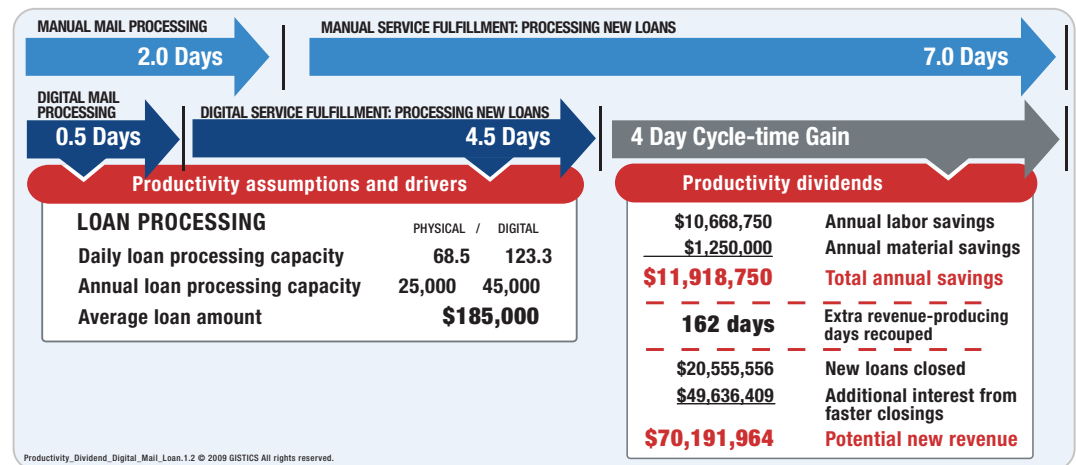 MANUAL MAIL PROCESSING
2.0 Days
MANUAL SERVICE FULFILLMENT: PROCESSING NEW LOANS
7.0 Days
DIGITAL MAIL
PROCESSING
0.5 Days
DIGITAL SERVICE FULFILLMENT: PROCESSING NEW LOANS
4.5 Days
4 Day Cycle-time Gain
Productivity assumptions and drivers
LOAN PROCESSING PHYSICAL / DIGITAL
Daily loan processing capacity 68.5 123.3
Annual loan processing capacity 25,000 45,000
Average loan amount $185,000
Productivity dividends
$10,668,750 Annual labor savings
$1,250,000 Annual material savings
$11,918,750 Total annual savings
162 days Extra revenue-producing
days recouped
$20,555,556 New loans closed
$49,636,409 Additional interest from
faster closings
$70,191,964 Potential new revenue
Productivity_Dividend_Digital_Mail_Loan.1.2 © 2009 GISTICS All rights reserved.